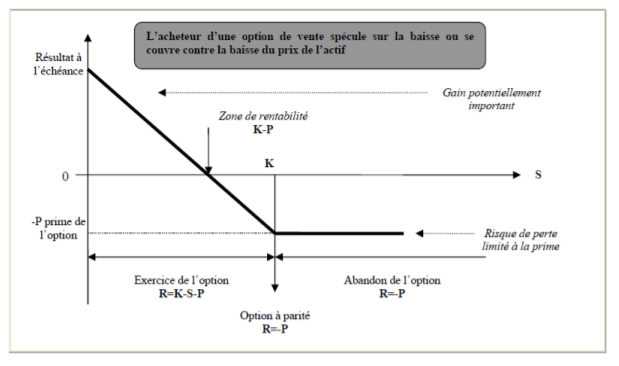 L'acheteur d'une option de vente spécule sur la baisse ou se
couvre contre la baisse du prix de l'actif
Résultat à
l'échéance
Gain potentiellement
important
Zone de rentabilité
K-P
K
0
S
-P prime de
l'option
Risque de perte
limité à la prime
Exercice de l'option
R=K-S-P
Abandon de l'option
R=-P
Option à parité
R=-P